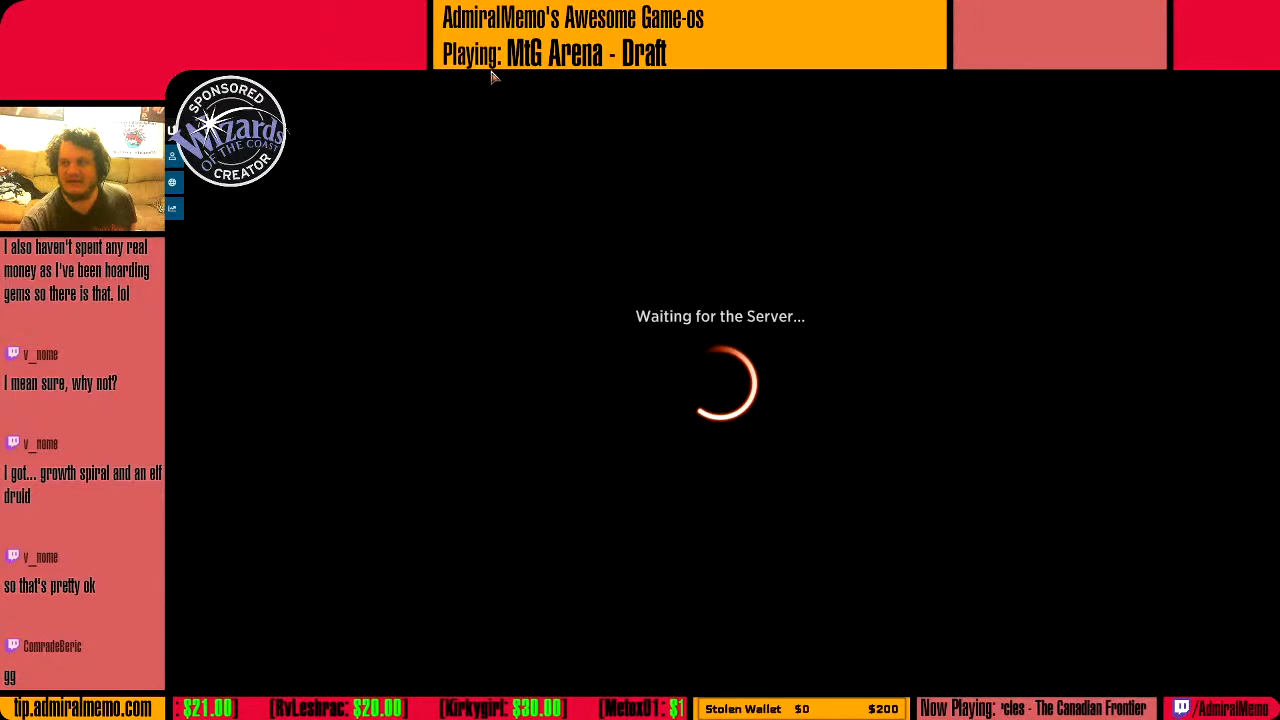 AdmiralMemo's Awesome Game-os
Playing: MtG Arena - Draft
SPONSORED
Wizards
OF THE COAST
CREATOR
I also haven't spent any real
money as I've been hoarding
gems so there is that. lol
v_nome
I mean sure, why not?
v_nome
I got... growth spiral and an elf
druid
v_nome
so that's pretty ok
ComradeBeric
gg
Waiting for the Server...
tip.admiralmemo.com
: $21.00] [RvLeshrac: $20.00] [Kirkygirl: $30.00] [Melox01: $1
Stolen Wallet $0 $200
Now Playing: cles - The Canadian Frontier
/AdmiralMemo